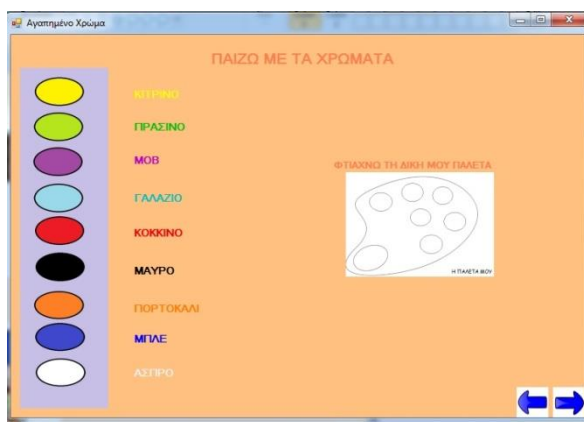 Αγαπημένο Χρώμα
ΠΑΙΖΩ ΜΕ ΤΑ ΧΡΩΜΑΤΑ
ΚΙΤΡΙΝΟ
ΠΡΑΣΙΝΟ
ΜΟΒ
ΓΑΛΑΖΙΟ
ΚΟΚΚΙΝΟ
ΜΑΥΡΟ
ΠΟΡΤΟΚΑΛΙ
ΜΠΛΕ
ΑΣΠΡΟ
ΦΤΙΑΧΝΩ ΤΗ ΔΙΚΗ ΜΟΥ ΠΑΛΕΤΑ
Η ΠΑΛΕΤΑ ΜΟΥ